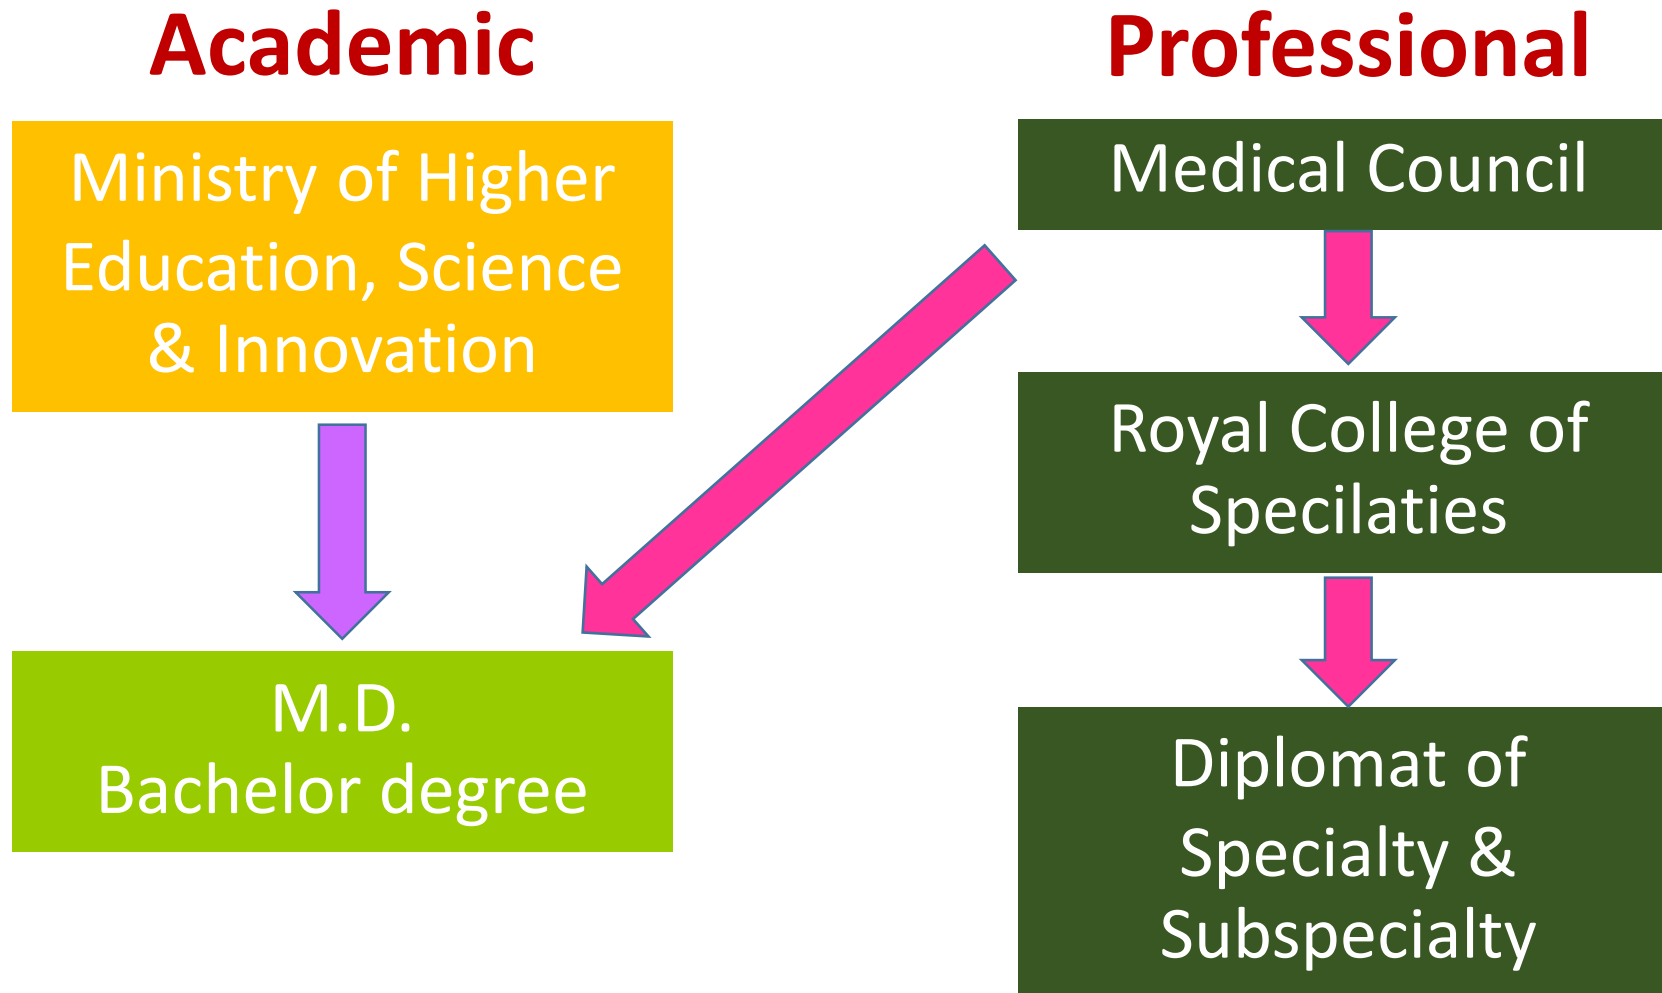 Academic
Ministry of Higher
Education, Science
& Innovation
M.D.
Bachelor degree
Professional
Medical Council
Royal College of
Specilaties
Diplomat of
Specialty &
Subspecialty